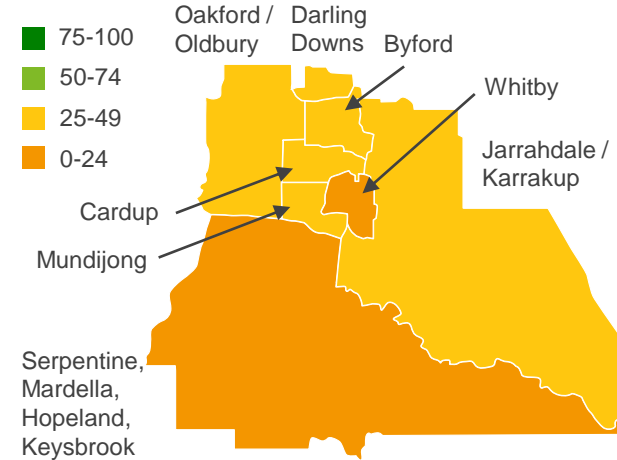 75-100
50-74
25-49
0-24
Oakford /
Oldbury
Darling
Downs
Byford
Whitby
Jarrahdale /
Karrakup
Cardup
Mundijong
Serpentine,
Mardella,
Hopeland,
Keysbrook